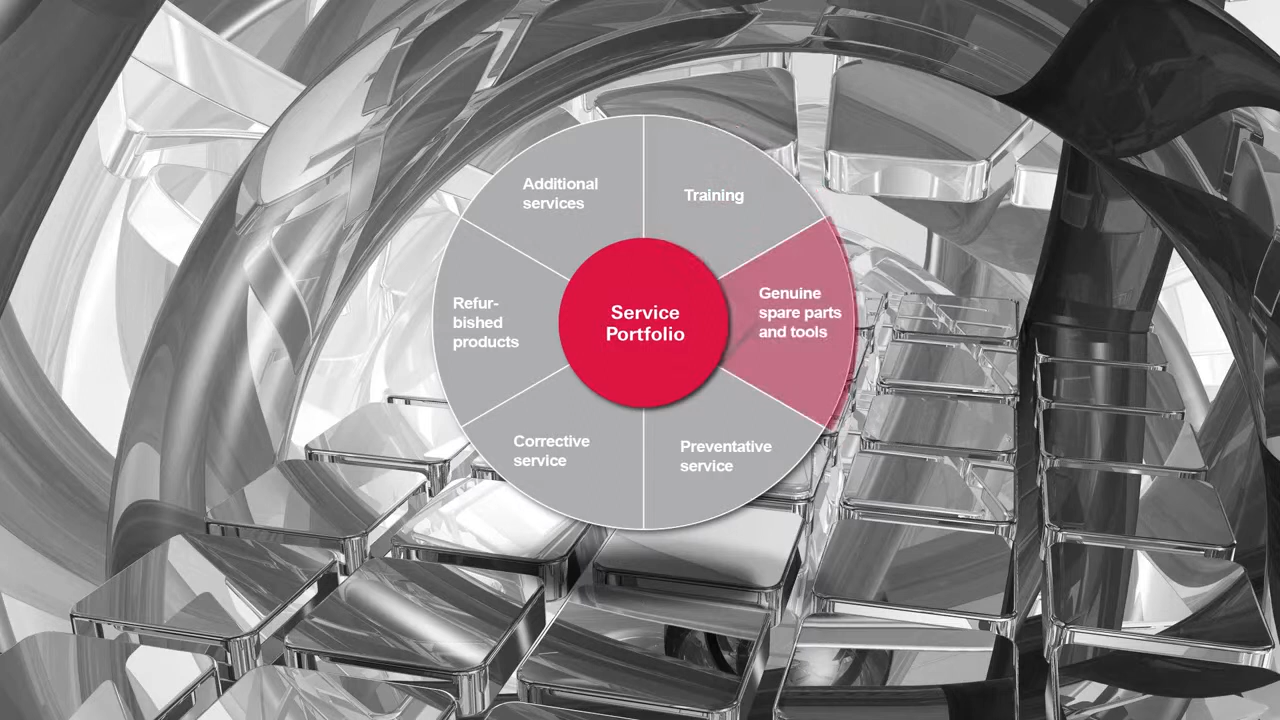 Additional
services
Training
Refur-
bished
products
Service
Portfolio
Genuine
spare parts
and tools
Corrective
service
Preventative
service